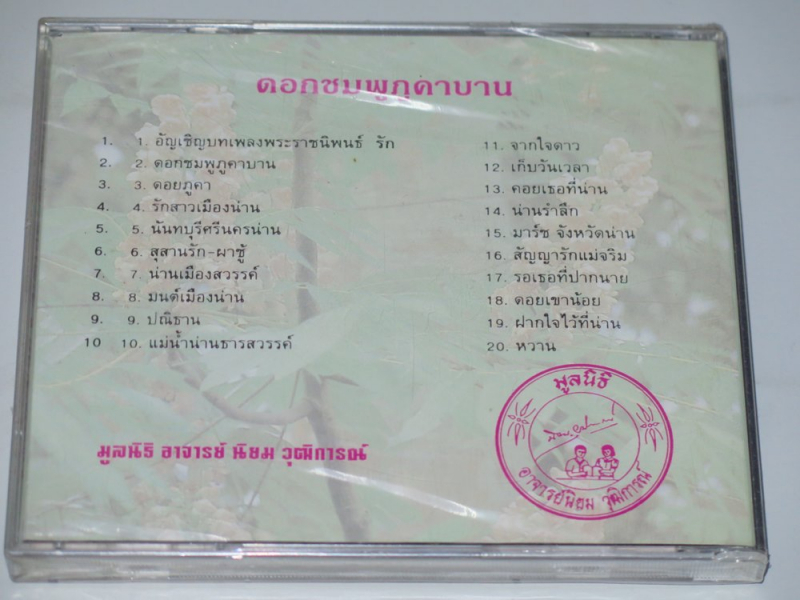 ดอกชมพูภูคาบาน
1. 1. อัญเชิญบทเพลงพระราชนิพนธ์ รัก
2. 2. ดอกชมพูภูคาบาน
3. 3. ดอยภูคา
4. 4. รักสาวเมืองน่าน
5. 5. นันทบุรีศรีนครน่าน
6. 6. สุสานรัก-ผาชู้
7. 7. น่านเมืองสวรรค์
8. 8. มนต์เมืองน่าน
9. 9. ปณิธาน
10 10. แม่น้ำน่านธารสวรรค์
11. จากใจดาว
12. เก็บวันเวลา
13. คอยเธอที่น่าน
14. น่านรำลึก
15. มาร์ช จังหวัดน่าน
16. สัญญารักแม่จริม
17. รอเธอที่ปากนาย
18. ดอยเขาน้อย
19. ฝากใจไว้ที่น่าน
20. หวาน
มูลนิธิ อาจารย์ นิยม วุฒิการณ์
มูลนิธิ
อาจารย์นิยม วุฒิการณ์